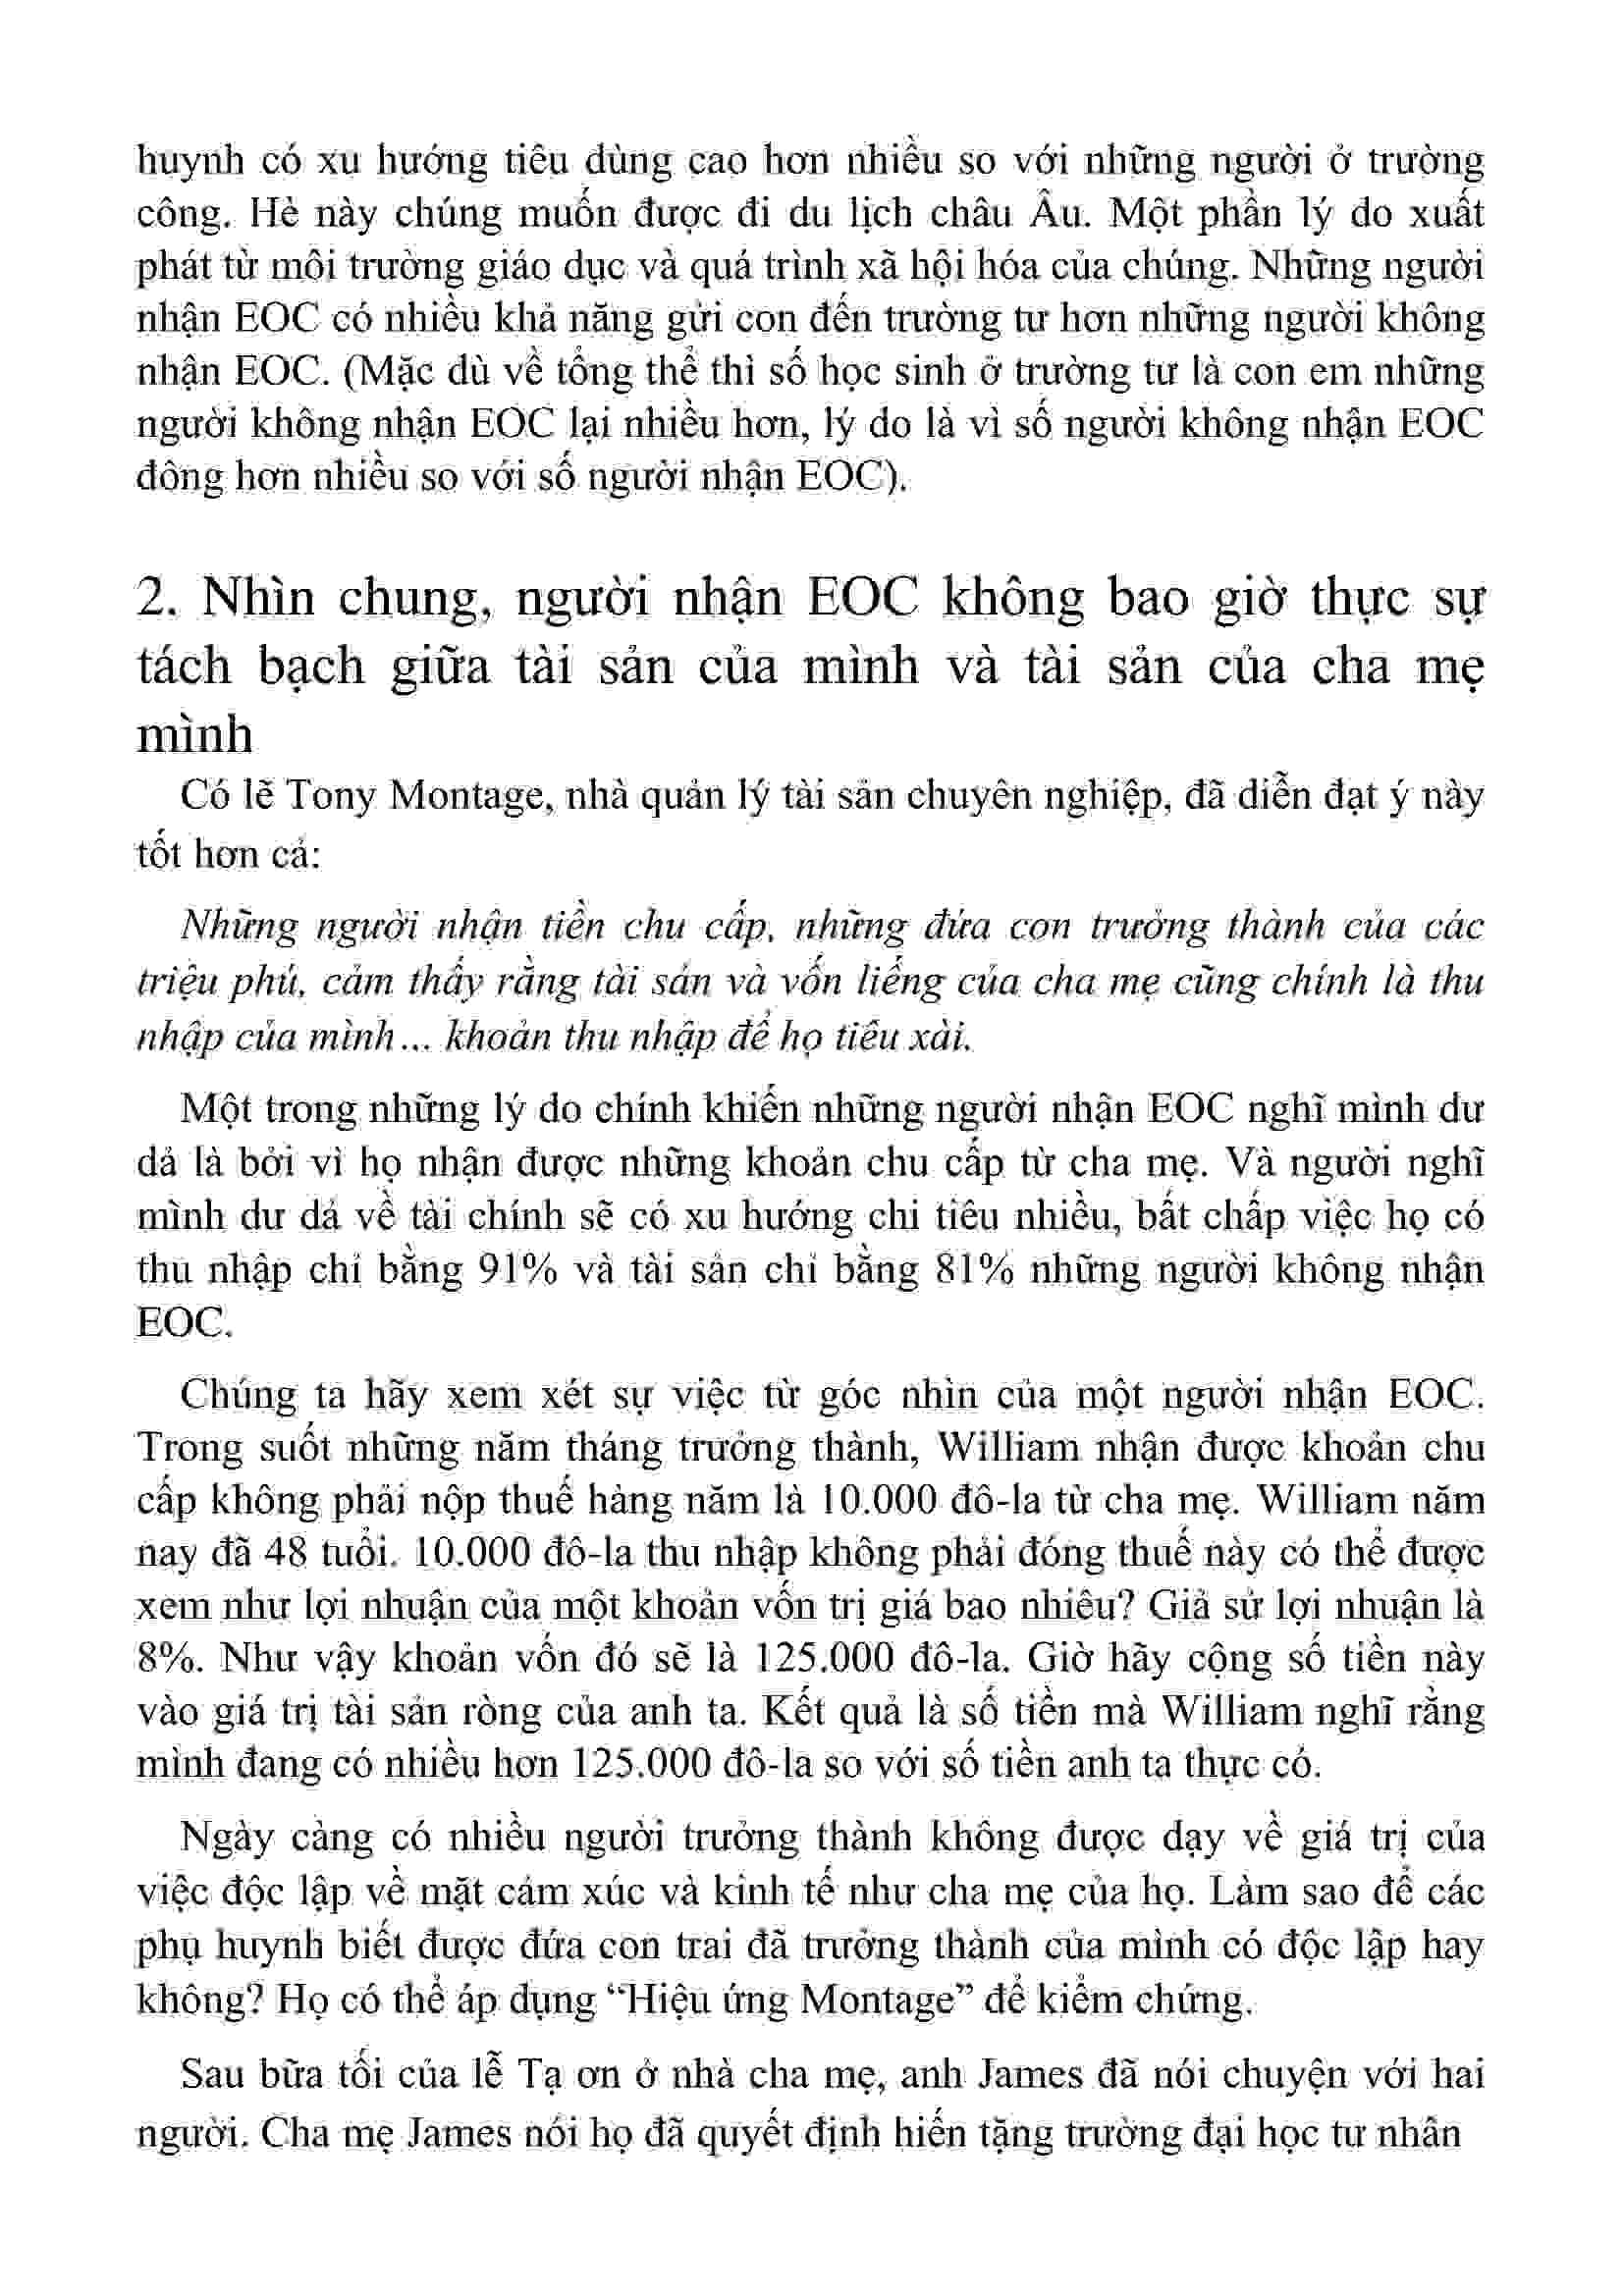 huynh có xu hướng tiêu dùng cao hơn nhiều so với những người ở trường
công. Hè này chúng muốn được đi du lịch châu Âu. Một phần lý do xuất
phát từ môi trường giáo dục và quá trình xã hội hóa của chúng. Những người
nhận EOC có nhiều khả năng gửi con đến trường tư hơn những người không
nhận EOC. (Mặc dù về tổng thể thì số học sinh ở trường tư là con em những
người không nhận EOC lại nhiều hơn, lý do là vì số người không nhận EOC
đông hơn nhiều so với số người nhận EOC).
2. Nhìn chung, người nhận EOC không bao giờ thực sự
tách bạch giữa tài sản của mình và tài sản của cha mẹ
mình
Có lẽ Tony Montage, nhà quản lý tài sản chuyên nghiệp, đã diễn đạt ý này
tốt hơn cả:
Những người nhận tiền chu cấp, những đứa con trưởng thành của các
triệu phú, cảm thấy rằng tài sản và vốn liếng của cha mẹ cũng chính là thu
nhập của mình... khoản thu nhập để họ tiêu xài.
Một trong những lý do chính khiến những người nhận EOC nghĩ mình dư
dả là bởi vì họ nhận được những khoản chu cấp từ cha mẹ. Và người nghĩ
mình dư dả về tài chính sẽ có xu hướng chi tiêu nhiều, bất chấp việc họ có
thu nhập chỉ bằng 91% và tài sản chỉ bằng 81% những người không nhận
EOC.
Chúng ta hãy xem xét sự việc từ góc nhìn của một người nhận EOC.
Trong suốt những năm tháng trưởng thành, William nhận được khoản chu
cấp không phải nộp thuế hàng năm là 10.000 đô-la từ cha mẹ. William năm
nay đã 48 tuổi. 10.000 đô-la thu nhập không phải đóng thuế này có thể được
xem như lợi nhuận của một khoản vốn trị giá bao nhiêu? Giả sử lợi nhuận là
8%. Như vậy khoản vốn đó sẽ là 125.000 đô-la. Giờ hãy cộng số tiền này
vào giá trị tài sản ròng của anh ta. Kết quả là số tiền mà William nghĩ rằng
mình đang có nhiều hơn 125.000 đô-la so với số tiền anh ta thực có.
Ngày càng có nhiều người trưởng thành không được dạy về giá trị của
việc độc lập về mặt cảm xúc và kinh tế như cha mẹ của họ. Làm sao để các
phụ huynh biết được đứa con trai đã trưởng thành của mình có độc lập hay
không? Họ có thể áp dụng “Hiệu ứng Montage” để kiểm chứng.
Sau bữa tối của lễ Tạ ơn ở nhà cha mẹ, anh James đã nói chuyện với hai
người. Cha mẹ James nói họ đã quyết định hiến tặng trường đại học tư nhân